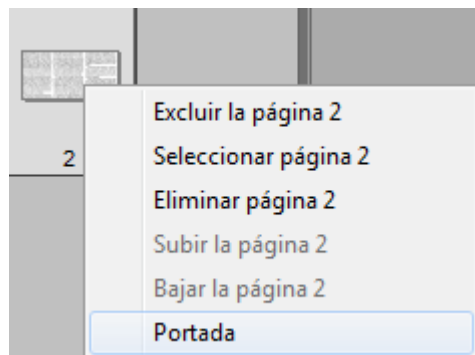 2
Excluir la página 2
Seleccionar página 2
Eliminar página 2
Subir la página 2
Bajar la página 2
Portada